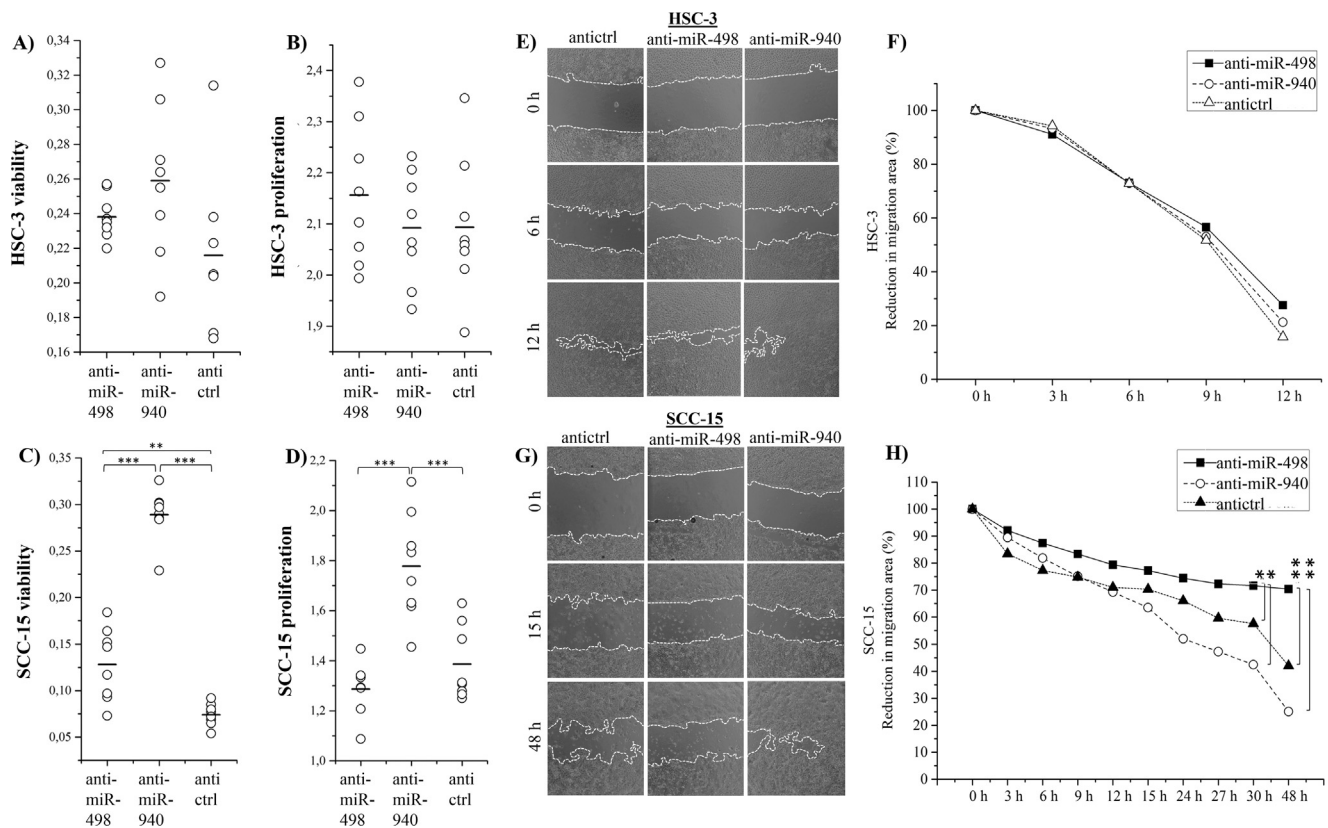 A)
HSC-3 viability
0,34
0,32
0,30
0,28
0,26
0,24
0,22
0,20
0,18
0,16
anti-
miR-
498
anti-
miR-
940
anti
ctrl
B)
HSC-3 proliferation
2,4
2,3
2,2
2,1
2,0
1,9
anti-
miR-
498
anti-
miR-
940
anti
ctrl
E)
HSC-3
antictrl
anti-miR-498
anti-miR-940
0 h
6 h
12 h
F)
anti-miR-498
anti-miR-940
antictrl
HSC-3
Reduction in migration area (%)
100
80
60
40
20
0
0 h
3 h
6 h
9 h
12 h
C)
SCC-15 viability
0,35
0,30
0,25
0,20
0,15
0,10
0,05
**
***
***
anti-
miR-
498
anti-
miR-
940
anti
ctrl
D)
SCC-15 proliferation
2,2
2,0
1,8
1,6
1,4
1,2
1,0
***
***
anti-
miR-
498
anti-
miR-
940
anti
ctrl
G)
SCC-15
antictrl
anti-miR-498
anti-miR-940
0 h
15 h
48 h
H)
anti-miR-498
anti-miR-940
antictrl
SCC-15
Reduction in migration area (%)
110
100
90
80
70
60
50
40
30
20
10
0
*
*
**
**
0 h
3 h
6 h
9 h
12 h
15 h
24 h
27 h
30 h
48 h